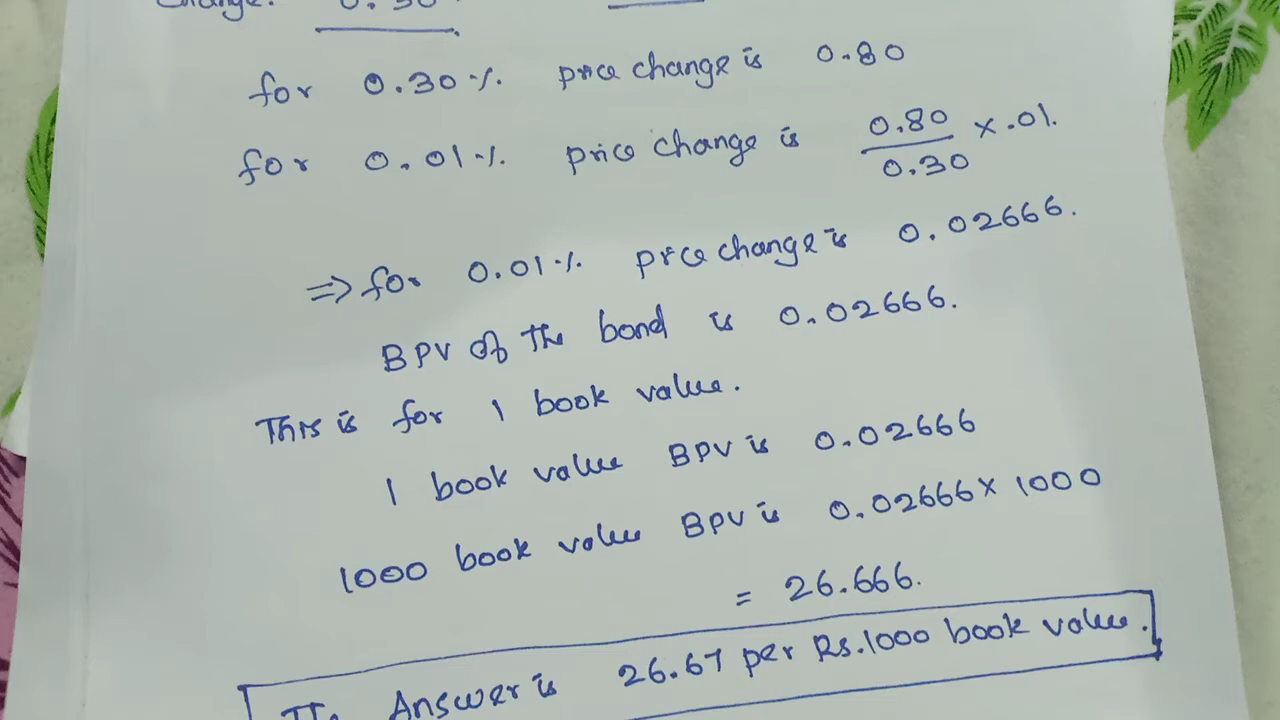 change.
for 0.30 %. price change is 0.80
for 0.01 %. price change is 0.80/0.30 x .01.
=> for 0.01 %. price change is 0.02666.
BPV of the bond is 0.02666.
This is for 1 book value.
1 book value BPV is 0.02666
1000 book value BPV is 0.02666 x 1000
= 26.666.
Answer is 26.67 per Rs.1000 book value.